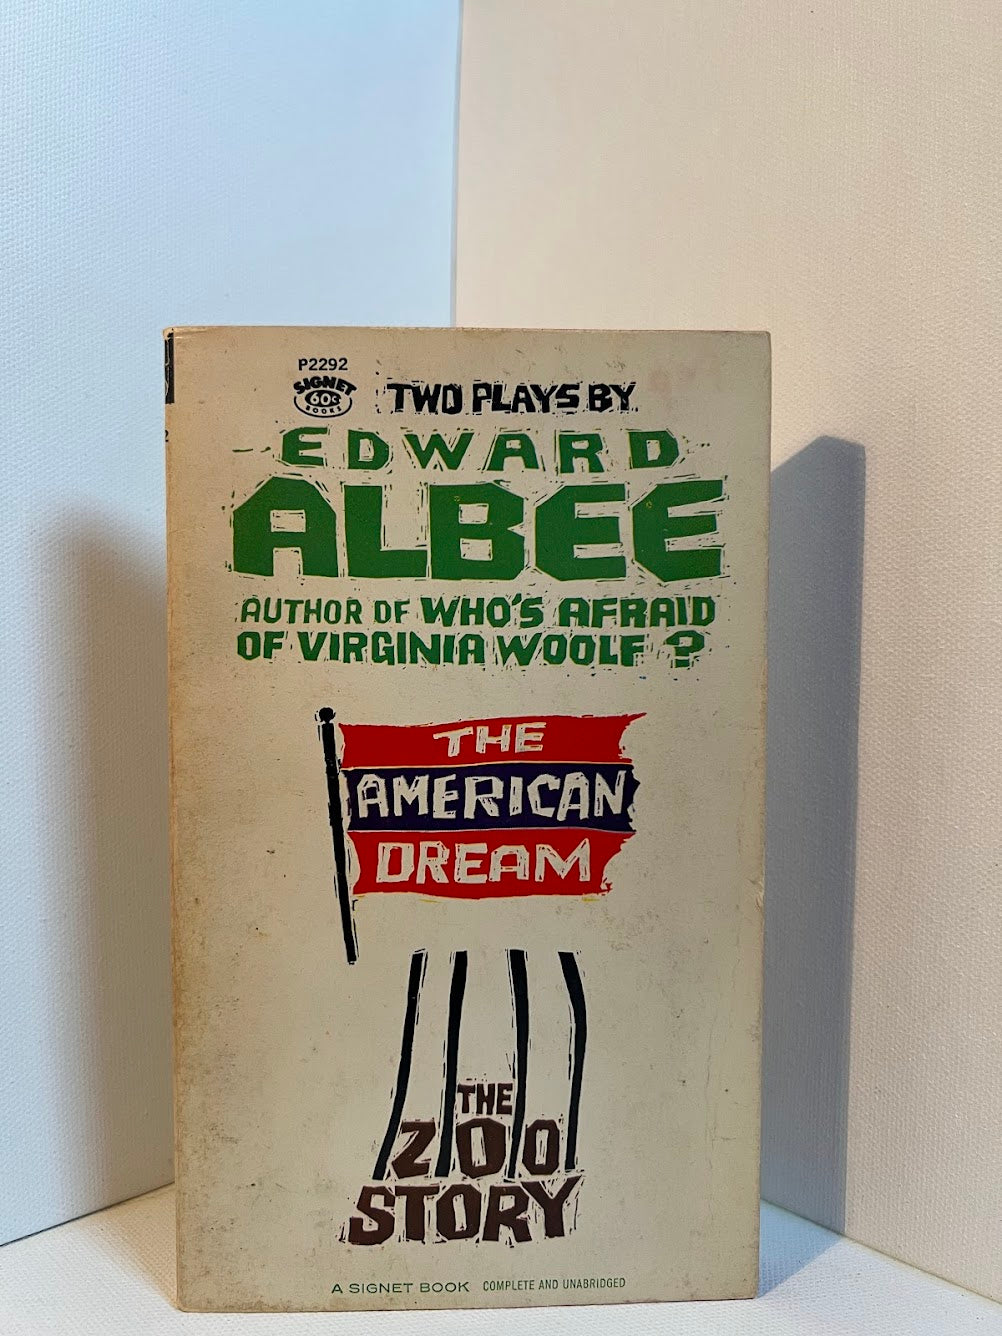 P2292
SIGNET
60c
BOOKS
TWO PLAYS BY
EDWARD
ALBEE
AUTHOR OF WHO'S AFRAID
OF VIRGINIA WOOLF ?
THE
AMERICAN
DREAM
THE
ZOO
STORY
A SIGNET BOOK COMPLETE AND UNABRIDGED